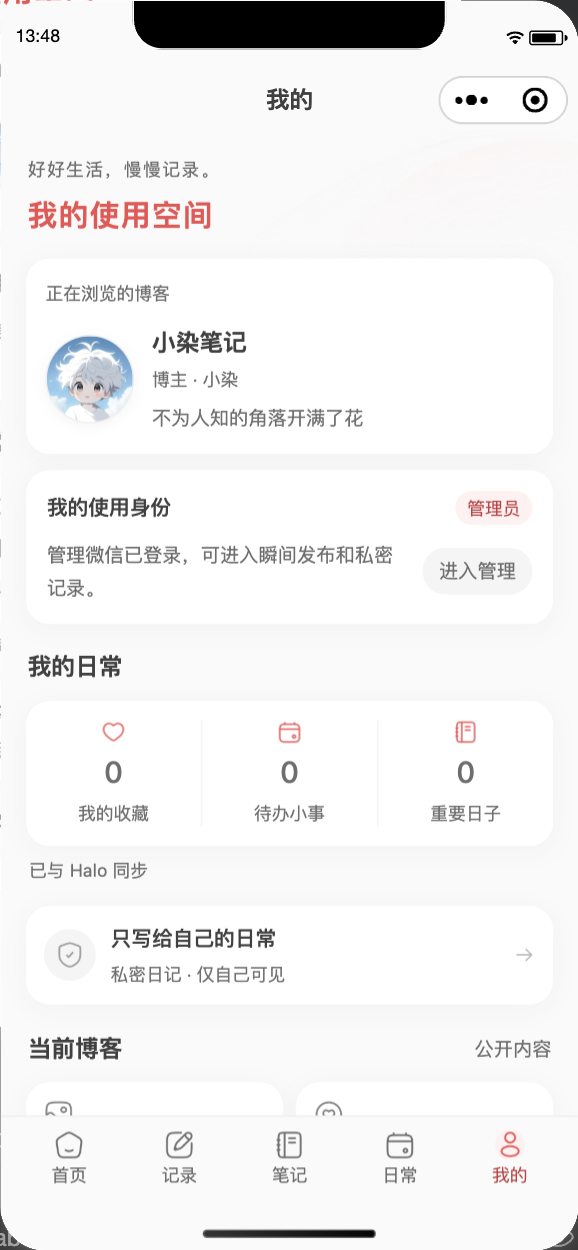 13:48
我的
好好生活，慢慢记录。
我的使用空间
正在浏览的博客
小染笔记
博主 · 小染
不为人知的角落开满了花
我的使用身份
管理员
管理微信已登录，可进入瞬间发布和私密
记录。
进入管理
我的日常
0
0
0
我的收藏
待办小事
重要日子
已与 Halo 同步
只写给自己的日常
私密日记 · 仅自己可见
当前博客
公开内容
首页
记录
笔记
日常
我的